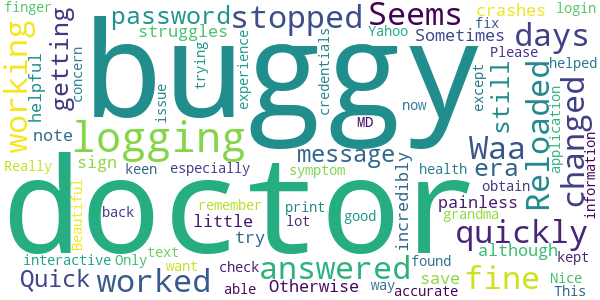 finger
password
stopped
Seems
crashes
fix
login
working
helpful
getting
concern
struggles
buggy
experience
trying
issue
credentials
Yahoo
Sometimes
days
Please
helped
now
except
still
Reloaded
application
changed
information
note
logging
MD
message
Waa
era
Really
sign
keen
especially
symptom
incredibly
health
obtain
painless
doctor
Beautiful
back
remember
little
print
lot
good
try
grandma
quickly
although
interactive
Only
text
answered
found
save
kept
Quick
worked
want
check
able
Otherwise
way
accurate
fine
Nice
This